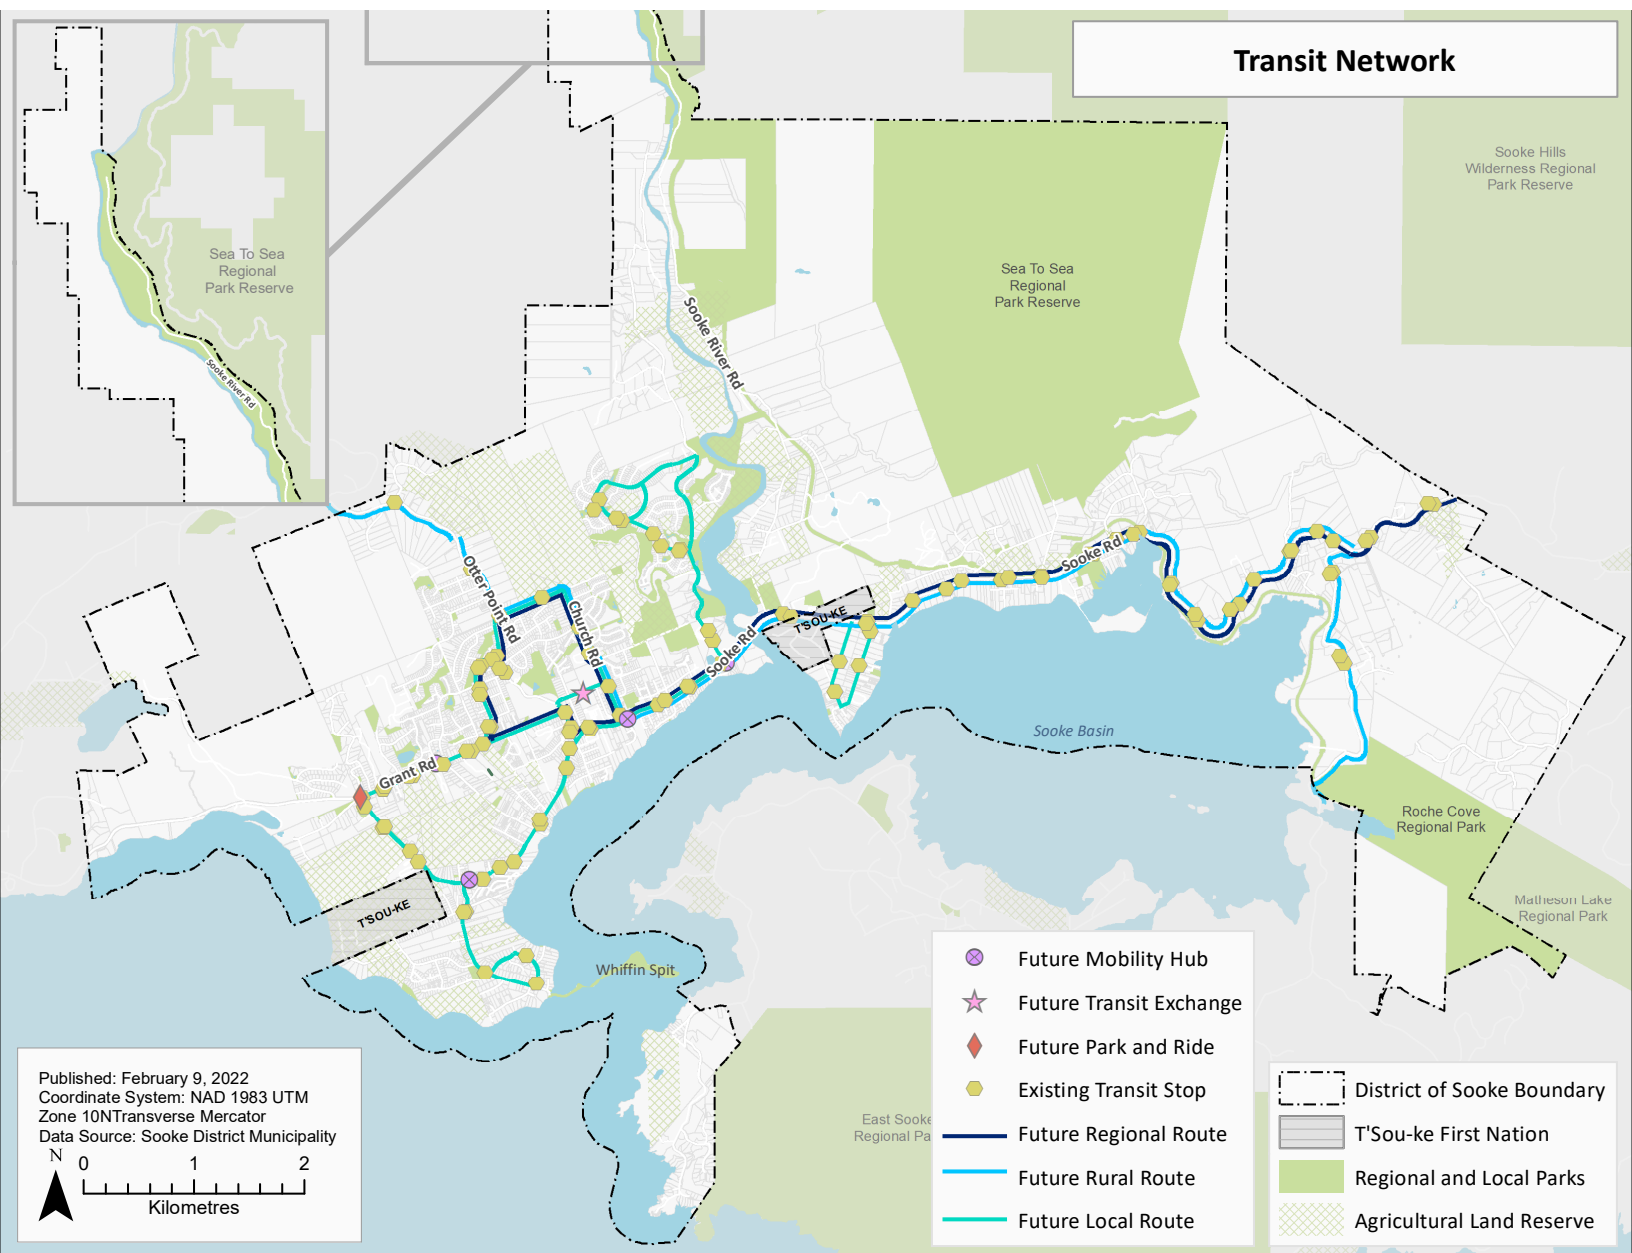 Transit Network
Sooke Hills
Wilderness Regional
Park Reserve
Sea To Sea
Regional
Park Reserve
Sooke River Rd
Sea To Sea
Regional
Park Reserve
Sooke River Rd
Otter Point Rd
Church Rd
Sooke Rd
T'SOU-KE
Sooke Rd
Grant Rd
Sooke Basin
T'SOU-KE
Whiffin Spit
Roche Cove
Regional Park
Matheson Lake
Regional Park
East Sooke
Regional Pa
Future Mobility Hub
Future Transit Exchange
Future Park and Ride
Existing Transit Stop
Future Regional Route
Future Rural Route
Future Local Route
District of Sooke Boundary
T'Sou-ke First Nation
Regional and Local Parks
Agricultural Land Reserve
Published: February 9, 2022
Coordinate System: NAD 1983 UTM
Zone 10NTransverse Mercator
Data Source: Sooke District Municipality
N
0 1 2
Kilometres